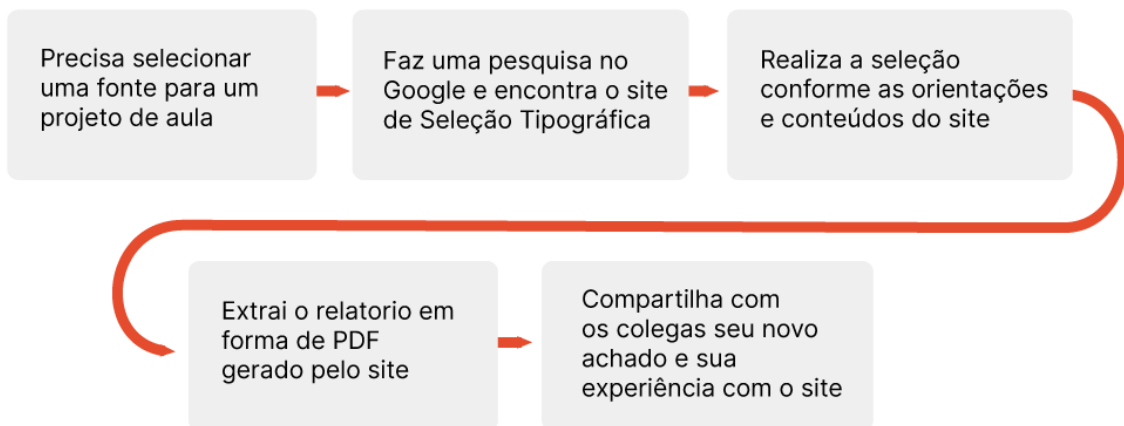 Precisa selecionar
uma fonte para um
projeto de aula
Faz uma pesquisa no
Google e encontra o site
de Seleção Tipográfica
Realiza a seleção
conforme as orientações
e conteúdos do site
Extrai o relatorio em
forma de PDF
gerado pelo site
Compartilha com
os colegas seu novo
achado e sua
experiência com o site